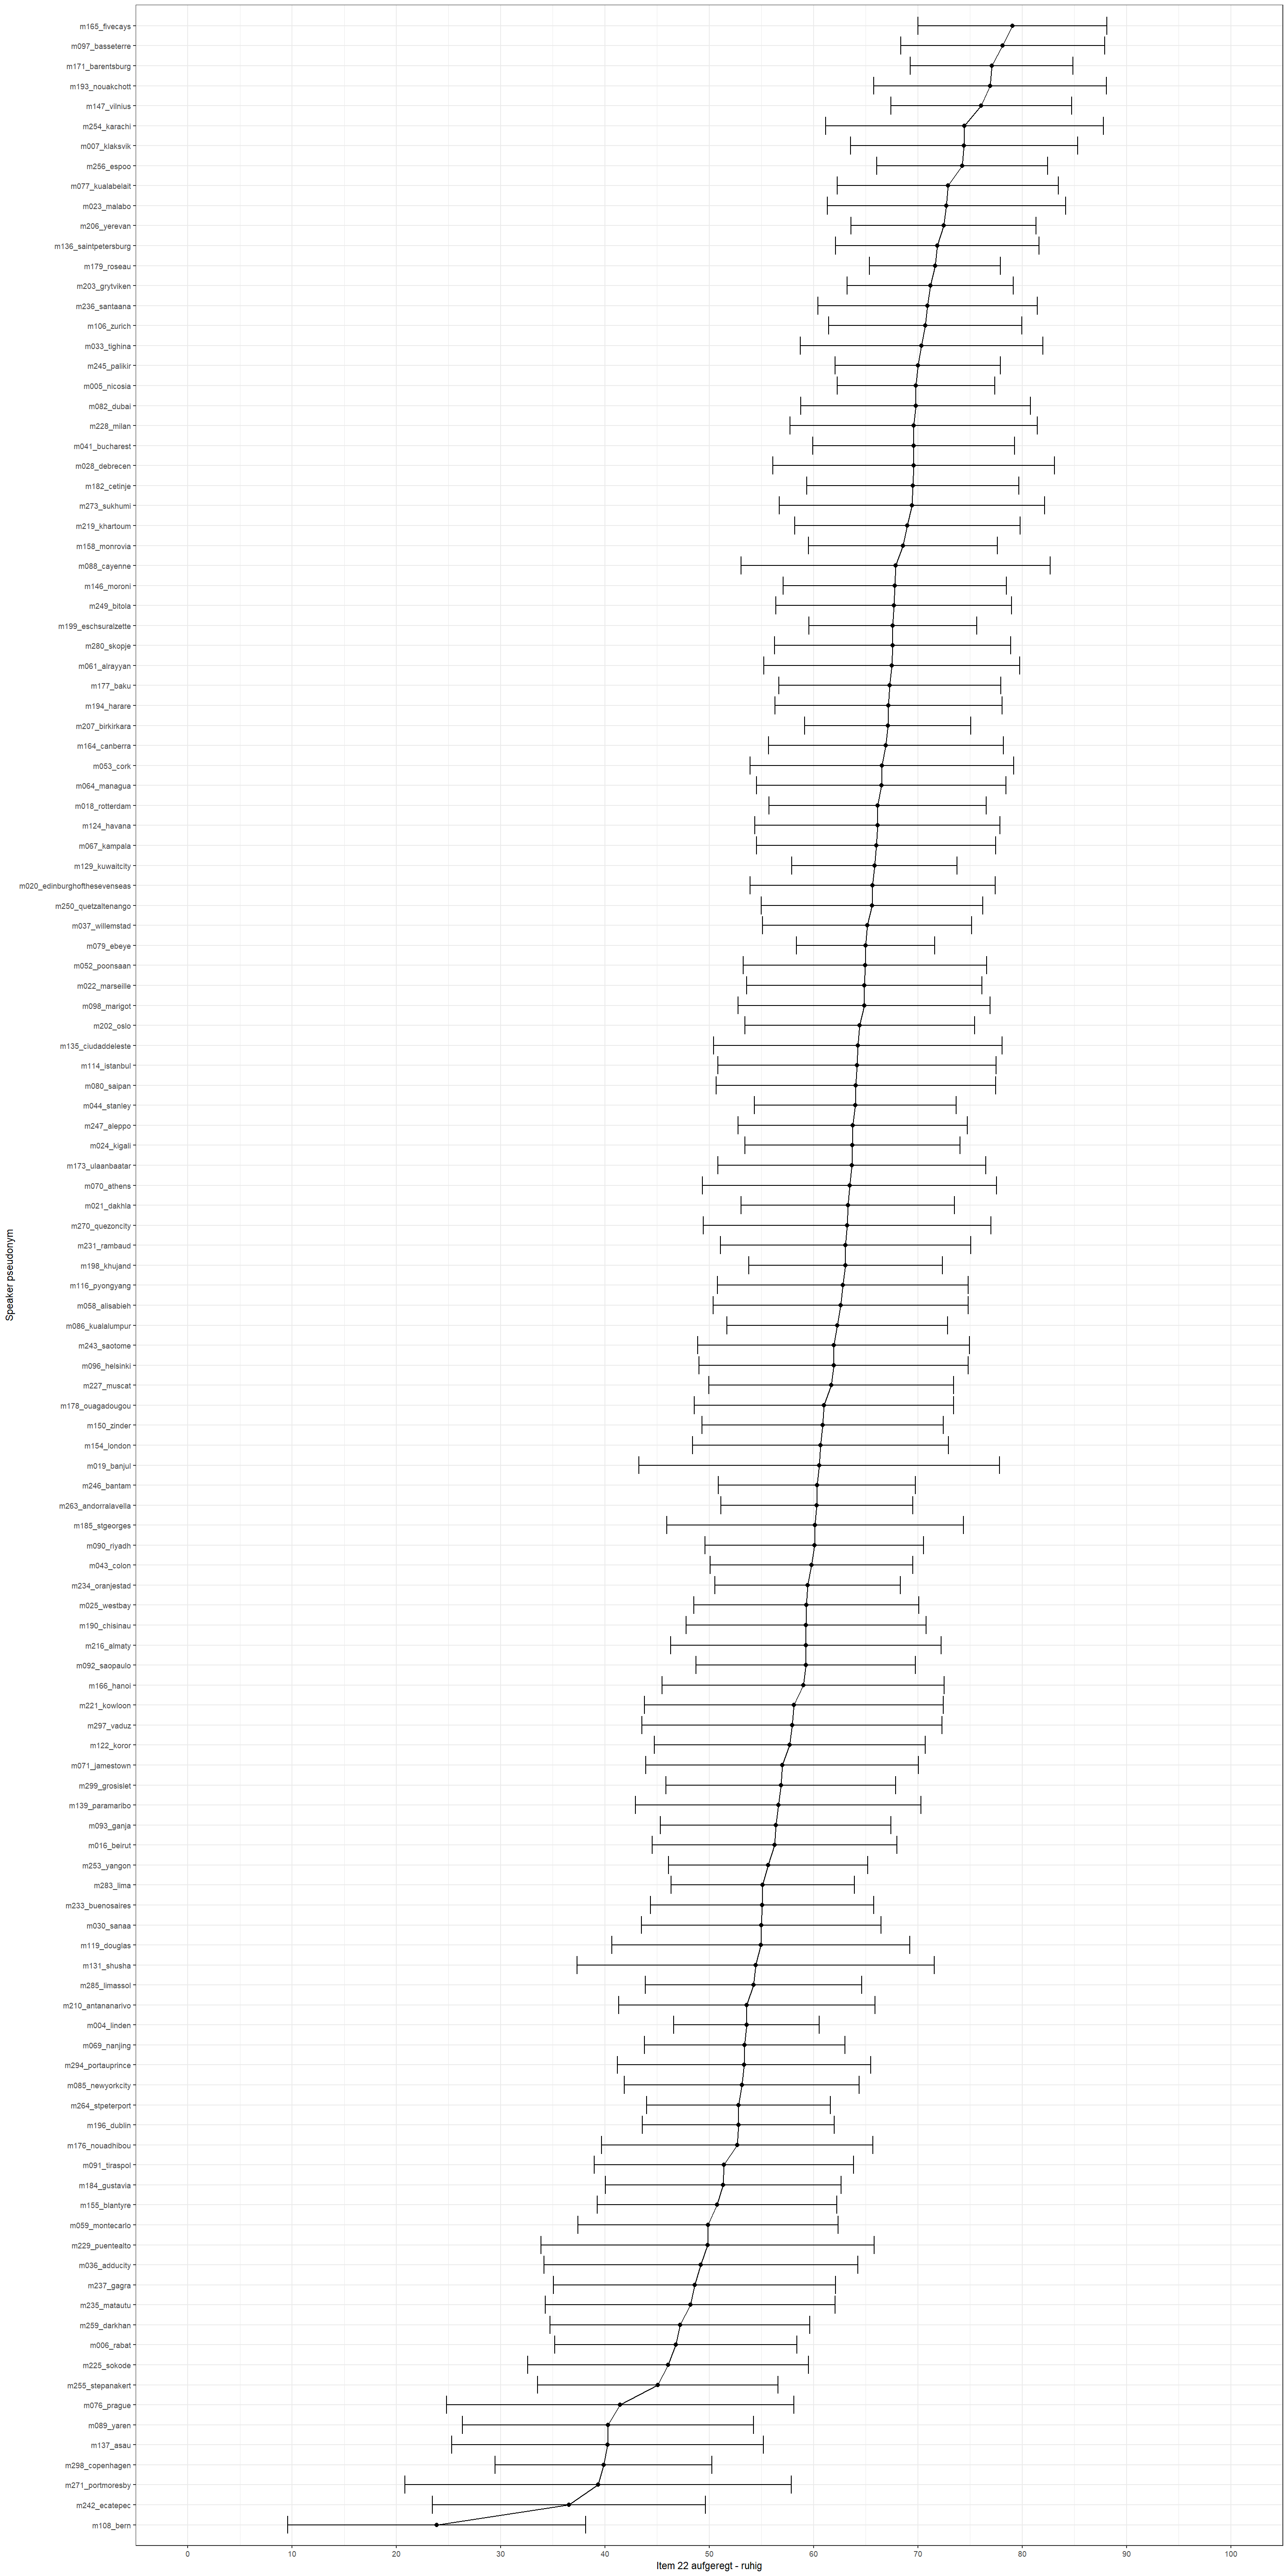 m165_fivecays
m097_basseterre
m171_barentsburg
m193_nouakchott
m147_vilnius
m254_karachi
m007_klaksvik
m256_espoo
m077_kualabelait
m023_malabo
m206_yerevan
m136_saintpetersburg
m179_roseau
m203_grytviken
m236_santaana
m106_zurich
m033_tighina
m245_palikir
m005_nicosia
m082_dubai
m228_milan
m041_bucharest
m028_debrecen
m182_cetinje
m273_sukhumi
m219_khartoum
m158_monrovia
m088_cayenne
m146_moroni
m249_bitola
m199_eschsuralzette
m280_skopje
m061_alrayyan
m177_baku
m194_harare
m207_birkirkara
m164_canberra
m053_cork
m064_managua
m018_rotterdam
m124_havana
m067_kampala
m129_kuwaitcity
m020_edinburghofthesevenseas
m250_quetzaltenango
m037_willemstad
m079_ebeye
m052_poonsaan
m022_marseille
m098_marigot
m202_oslo
m135_ciudaddeleste
m114_istanbul
m080_saipan
m044_stanley
m247_aleppo
m024_kigali
m173_ulaanbaatar
m070_athens
m021_dakhla
m270_quezoncity
m231_rambaud
m198_khujand
m116_pyongyang
m058_alisabieh
m086_kualalumpur
m243_saotome
m096_helsinki
m227_muscat
m178_ouagadougou
m150_zinder
m154_london
m019_banjul
m246_bantam
m263_andorralavella
m185_stgeorges
m090_riyadh
m043_colon
m234_oranjestad
m025_westbay
m190_chisinau
m216_almaty
m092_saopaulo
m166_hanoi
m221_kowloon
m297_vaduz
m122_koror
m071_jamestown
m299_grosislet
m139_paramaribo
m093_ganja
m016_beirut
m253_yangon
m283_lima
m233_buenosaires
m030_sanaa
m119_douglas
m131_shusha
m285_limassol
m210_antananarivo
m004_linden
m069_nanjing
m294_portauprince
m085_newyorkcity
m264_stpeterport
m196_dublin
m176_nouadhibou
m091_tiraspol
m184_gustavia
m155_blantyre
m059_montecarlo
m229_puentealto
m036_adducity
m237_gagra
m235_matautu
m259_darkhan
m006_rabat
m225_sokode
m255_stepanakert
m076_prague
m089_yaren
m137_asau
m298_copenhagen
m271_portmoresby
m242_ecatepec
m108_bern
Speaker pseudonym
0 10 20 30 40 50 60 70 80 90 100
Item 22 aufgeregt - ruhig